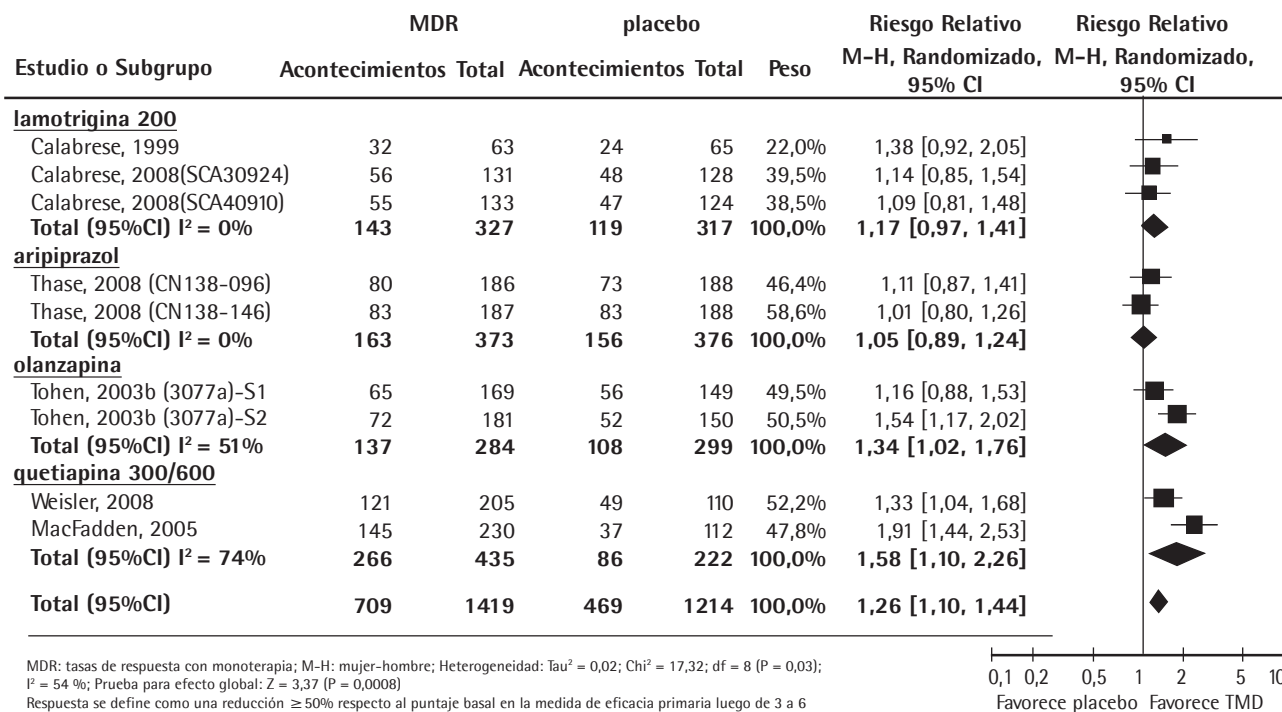 MDR placebo Riesgo Relativo Riesgo Relativo
Estudio o Subgrupo Acontecimientos Total Acontecimientos Total Peso M-H, Randomizado, 95% CI M-H, Randomizado, 95% CI
lamotrigina 200
Calabrese, 1999 32 63 24 65 22,0% 1,38 [0,92, 2,05]
Calabrese, 2008(SCA30924) 56 131 48 128 39,5% 1,14 [0,85, 1,54]
Calabrese, 2008(SCA40910) 55 133 47 124 38,5% 1,09 [0,81, 1,48]
Total (95%CI) I² = 0% 143 327 119 317 100,0% 1,17 [0,97, 1,41]
aripiprazol
Thase, 2008 (CN138-096) 80 186 73 188 46,4% 1,11 [0,87, 1,41]
Thase, 2008 (CN138-146) 83 187 83 188 58,6% 1,01 [0,80, 1,26]
Total (95%CI) I² = 0% 163 373 156 376 100,0% 1,05 [0,89, 1,24]
olanzapina
Tohen, 2003b (3077a)-S1 65 169 56 149 49,5% 1,16 [0,88, 1,53]
Tohen, 2003b (3077a)-S2 72 181 52 150 50,5% 1,54 [1,17, 2,02]
Total (95%CI) I² = 51% 137 284 108 299 100,0% 1,34 [1,02, 1,76]
quetiapina 300/600
Weisler, 2008 121 205 49 110 52,2% 1,33 [1,04, 1,68]
MacFadden, 2005 145 230 37 112 47,8% 1,91 [1,44, 2,53]
Total (95%CI) I² = 74% 266 435 86 222 100,0% 1,58 [1,10, 2,26]
Total (95%CI) 709 1419 469 1214 100,0% 1,26 [1,10, 1,44]
MDR: tasas de respuesta con monoterapia; M-H: mujer-hombre; Heterogeneidad: Tau² = 0,02; Chi² = 17,32; df = 8 (P = 0,03);
I² = 54 %; Prueba para efecto global: Z = 3,37 (P = 0,0008)
Respuesta se define como una reducción ≥ 50% respecto al puntaje basal en la medida de eficacia primaria luego de 3 a 6
0,1 0,2 0,5 1 2 5 10
Favorece placebo Favorece TMD